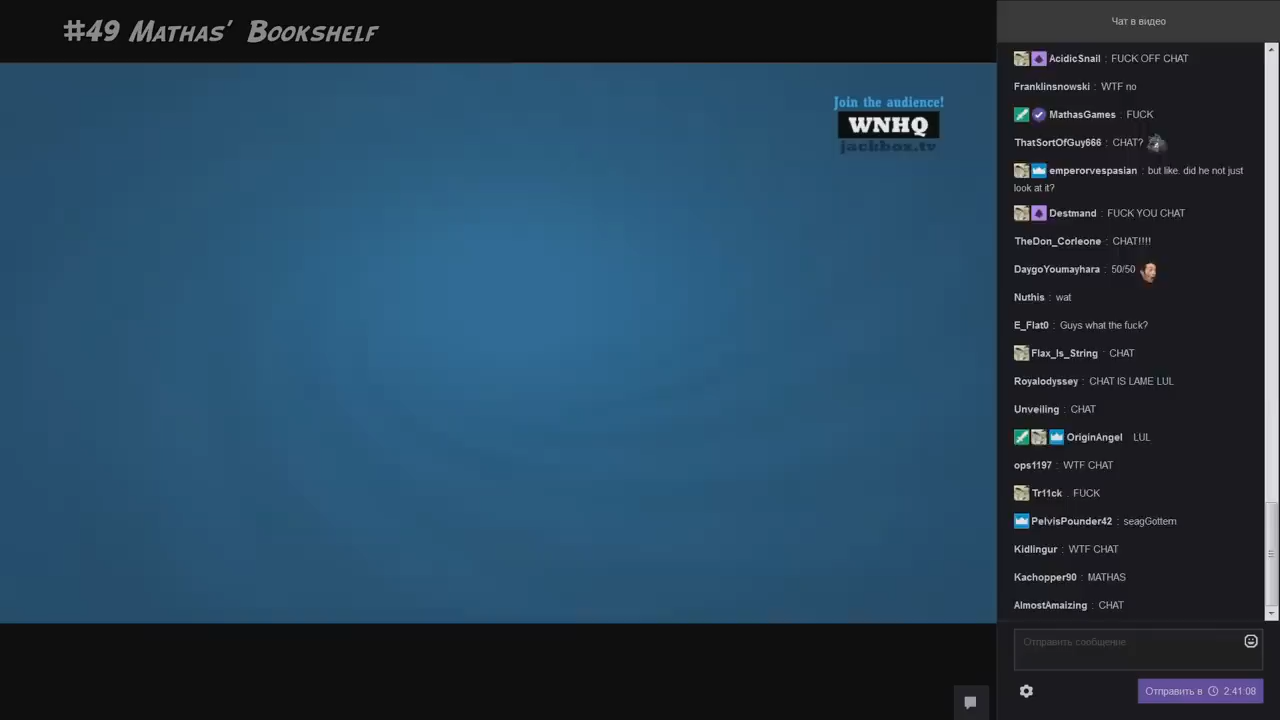 #49 Mathas' Bookshelf
Join the audience!
WNHQ
jackbox.tv
Чат в видео
AcidicSnail : FUCK OFF CHAT
Franklinsnowski : WTF no
MathasGames : FUCK
ThatSortOfGuy666 : CHAT?
emperorvespasian : but like. did he not just
look at it?
Destmand : FUCK YOU CHAT
TheDon_Corleone : CHAT!!!!
DaygoYoumayhara : 50/50
Nuthis : wat
E_Flat0 : Guys what the fuck?
Flax_Is_String : CHAT
Royalodyssey : CHAT IS LAME LUL
Unveiling : CHAT
OriginAngel LUL
ops1197 : WTF CHAT
Tr11ck : FUCK
PelvisPounder42 : seagGottem
Kidlingur : WTF CHAT
Kachopper90 : MATHAS
AlmostAmaizing : CHAT
Отправить сообщение
Отправить в 2:41:08